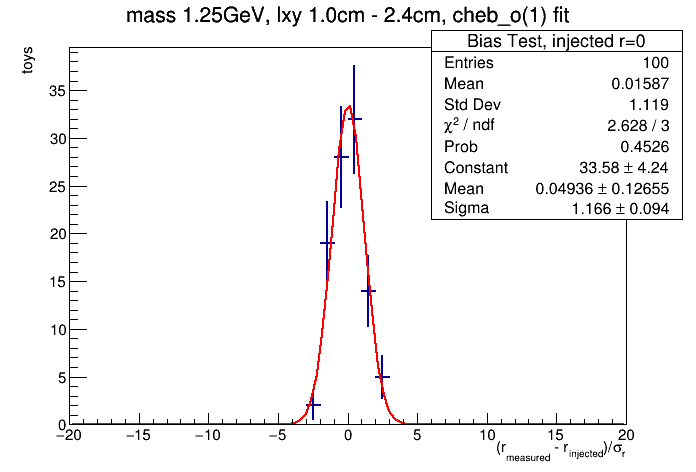 mass 1.25GeV, lxy 1.0cm - 2.4cm, cheb_o(1) fit
Bias Test, injected r=0
Entries 100
Mean 0.01587
Std Dev 1.119
χ² / ndf 2.628 / 3
Prob 0.4526
Constant 33.58 ± 4.24
Mean 0.04936 ± 0.12655
Sigma 1.166 ± 0.094
toys
35
30
25
20
15
10
5
0
−20 −15 −10 −5 0 5 10 15 20
(r_measured - r_injected)/σ_r